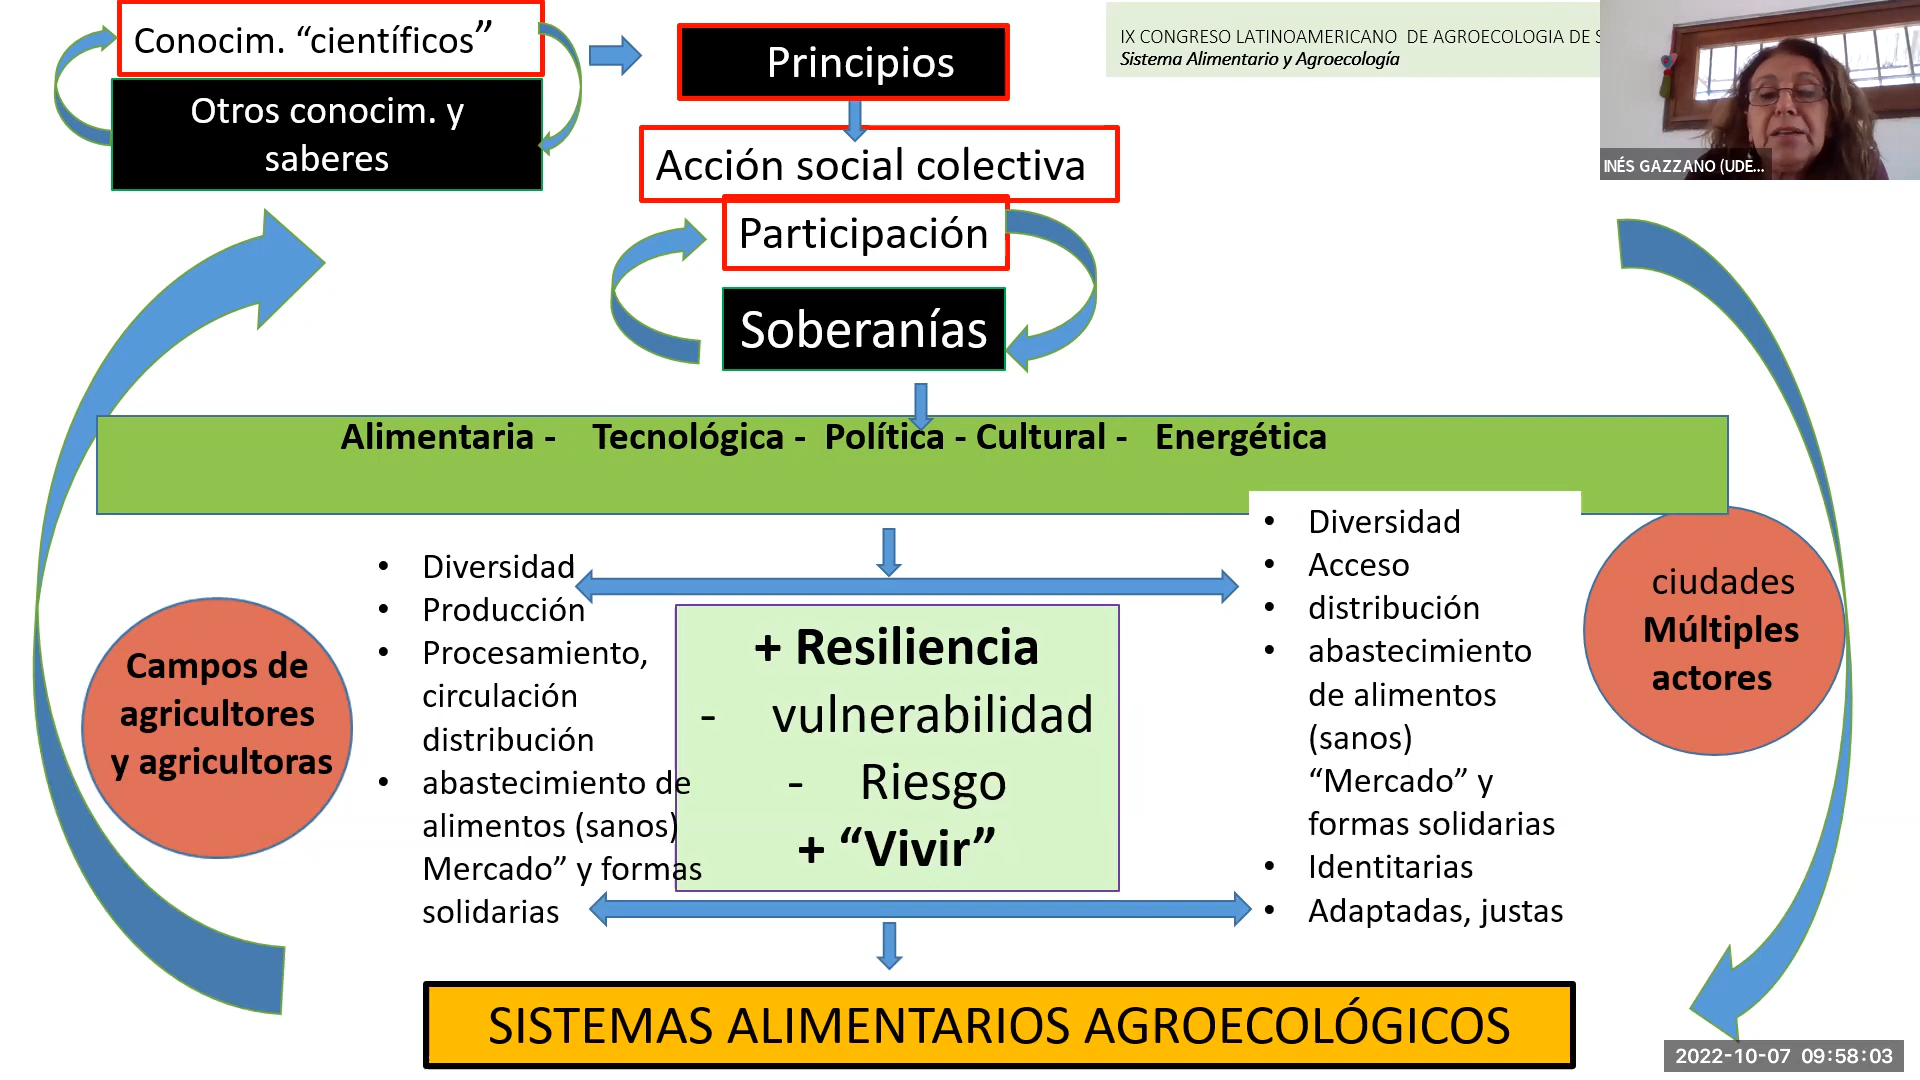 Conocim. “científicos”
Otros conocim. y
saberes
Principios
Acción social colectiva
Participación
Soberanías
IX CONGRESO LATINOAMERICANO DE AGROECOLOGIA DE
Sistema Alimentario y Agroecología
INÉS GAZZANO (UDE...
Alimentaria - Tecnológica - Política - Cultural - Energética
Campos de
agricultores
y agricultoras
• Diversidad
• Producción
• Procesamiento,
circulación
distribución
• abastecimiento de
alimentos (sanos)
Mercado” y formas
solidarias
+ Resiliencia
- vulnerabilidad
- Riesgo
+ “Vivir”
• Diversidad
• Acceso
• distribución
• abastecimiento
de alimentos
(sanos)
“Mercado” y
formas solidarias
• Identitarias
• Adaptadas, justas
ciudades
Múltiples
actores
SISTEMAS ALIMENTARIOS AGROECOLÓGICOS
2022-10-07 09:58:03